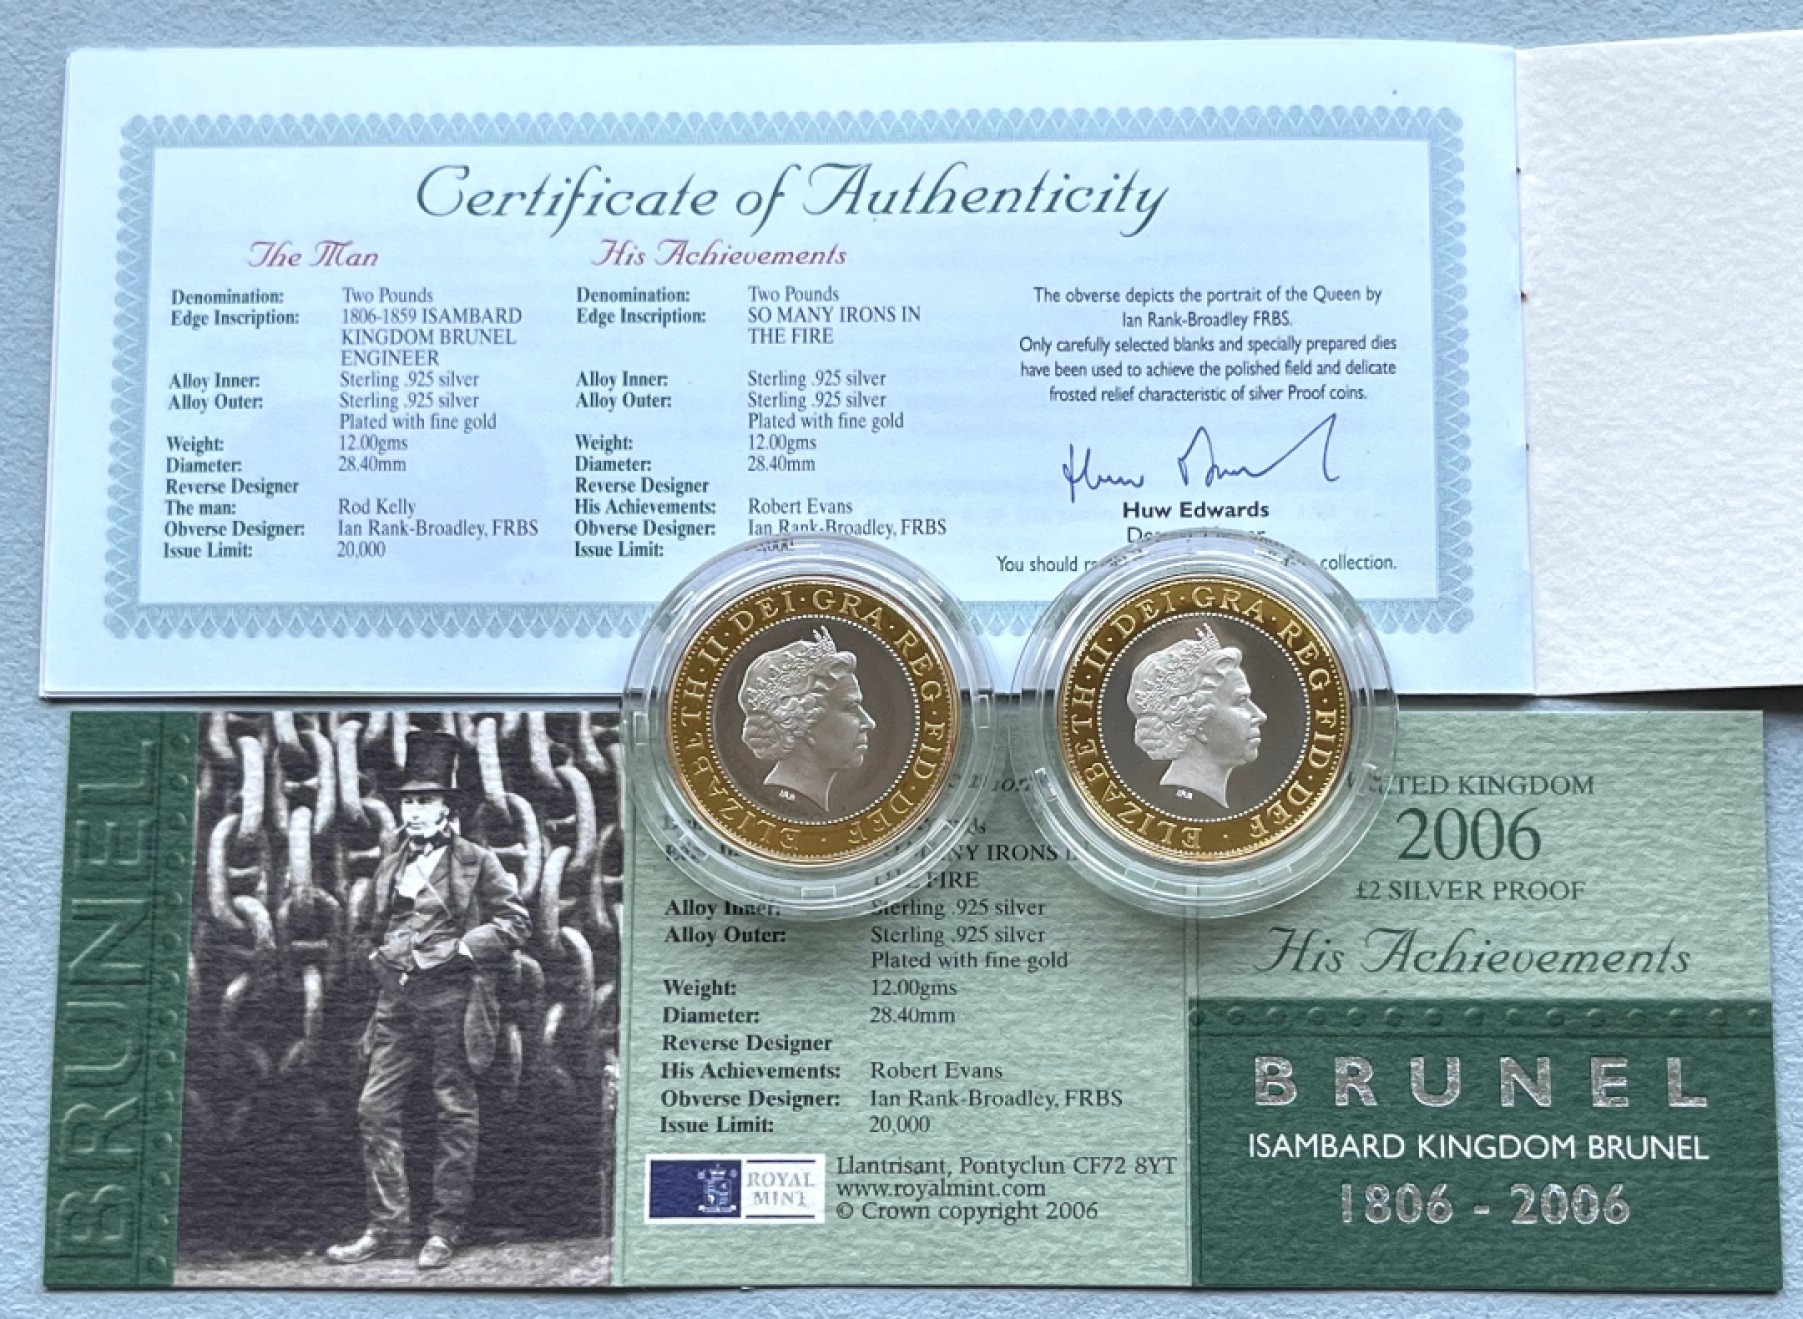 Certificate of Authenticity
The Man
Denomination: Two Pounds
Edge Inscription: 1806-1859 ISAMBARD
KINGDOM BRUNEL
ENGINEER
Alloy Inner: Sterling .925 silver
Alloy Outer: Sterling .925 silver
Plated with fine gold
Weight: 12.00gms
Diameter: 28.40mm
Reverse Designer
The man: Rod Kelly
Obverse Designer: Ian Rank-Broadley, FRBS
Issue Limit: 20,000
His Achievements
Denomination: Two Pounds
Edge Inscription: SO MANY IRONS IN
THE FIRE
Alloy Inner: Sterling .925 silver
Alloy Outer: Sterling .925 silver
Plated with fine gold
Weight: 12.00gms
Diameter: 28.40mm
Reverse Designer
His Achievements: Robert Evans
Obverse Designer: Ian Rank-Broadley, FRBS
Issue Limit:
The obverse depicts the portrait of the Queen by
Ian Rank-Broadley FRBS.
Only carefully selected blanks and specially prepared dies
have been used to achieve the polished field and delicate
frosted relief characteristic of silver Proof coins.
Huw Edwards
You should collection.
ELIZABETH·II·DEI·GRA·REG·FID·DEF·
IRB
ELIZABETH·II·DEI·GRA·REG·FID·DEF·
IRB
BRUNEL
IRONS
FIRE
Alloy Inner: Sterling .925 silver
Alloy Outer: Sterling .925 silver
Plated with fine gold
Weight: 12.00gms
Diameter: 28.40mm
Reverse Designer
His Achievements: Robert Evans
Obverse Designer: Ian Rank-Broadley, FRBS
Issue Limit: 20,000
ROYAL
MINT
Llantrisant, Pontyclun CF72 8YT
www.royalmint.com
© Crown copyright 2006
KINGDOM
2006
£2 SILVER PROOF
His Achievements
BRUNEL
ISAMBARD KINGDOM BRUNEL
1806 - 2006